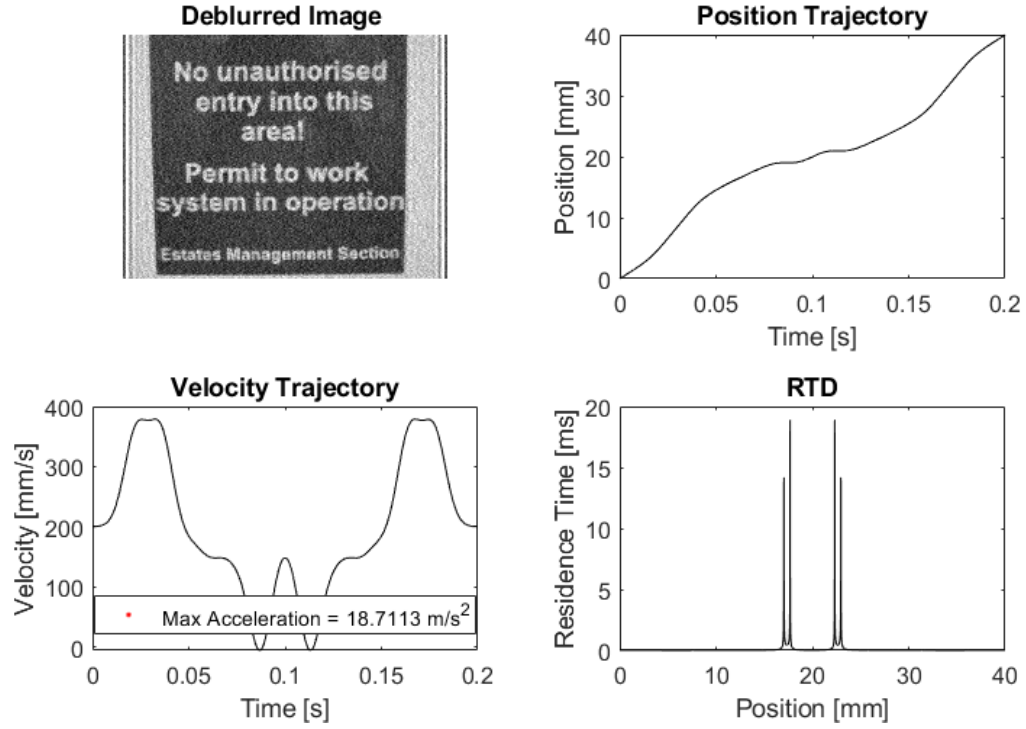 Deblurred Image
No unauthorised
entry into this
area!
Permit to work
system in operation
Estates Management Section
Position Trajectory
40
30
20
10
0
Position [mm]
0 0.05 0.1 0.15 0.2
Time [s]
Velocity Trajectory
400
300
200
100
0
Velocity [mm/s]
Max Acceleration = 18.7113 m/s²
0 0.05 0.1 0.15 0.2
Time [s]
RTD
20
15
10
5
0
Residence Time [ms]
0 10 20 30 40
Position [mm]